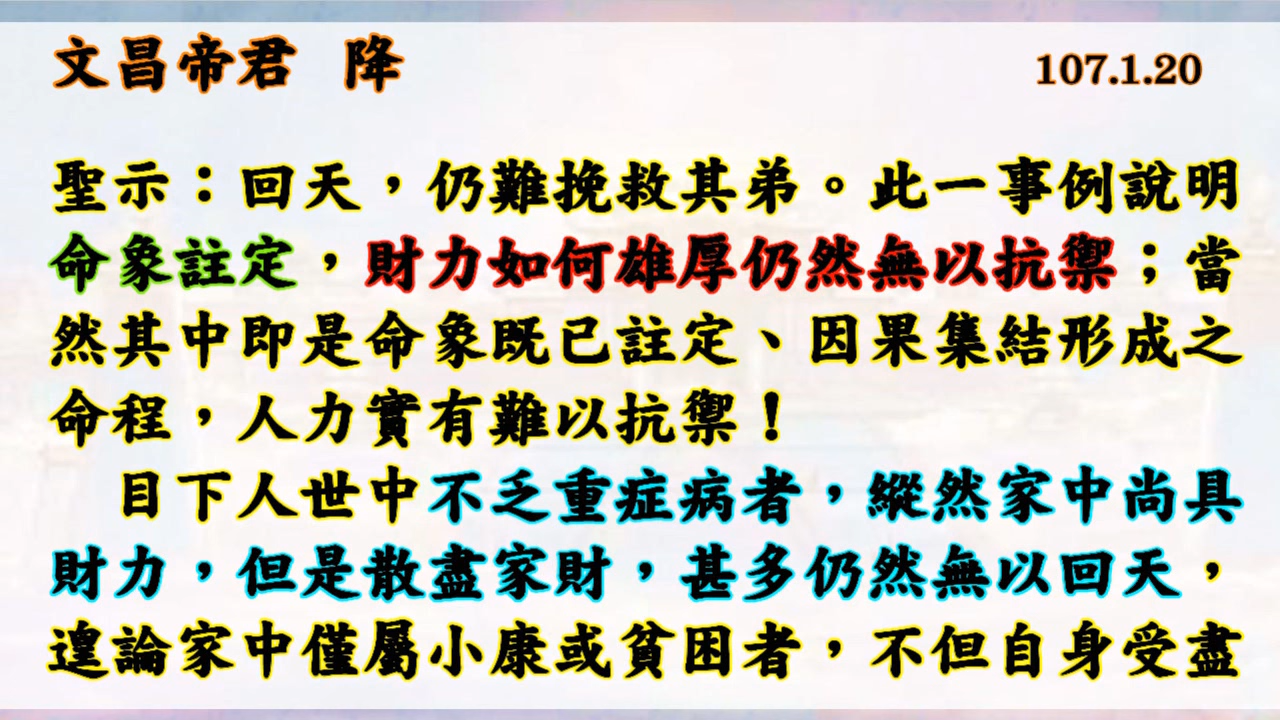 文昌帝君　降
107.1.20
聖示：回天，仍難挽救其弟。此一事例說明
命象註定，財力如何雄厚仍然無以抗禦；當
然其中即是命象既已註定、因果集結形成之
命程，人力實有難以抗禦！
目下人世中不乏重症病者，縱然家中尚具
財力，但是散盡家財，甚多仍然無以回天，
遑論家中僅屬小康或貧困者，不但自身受盡